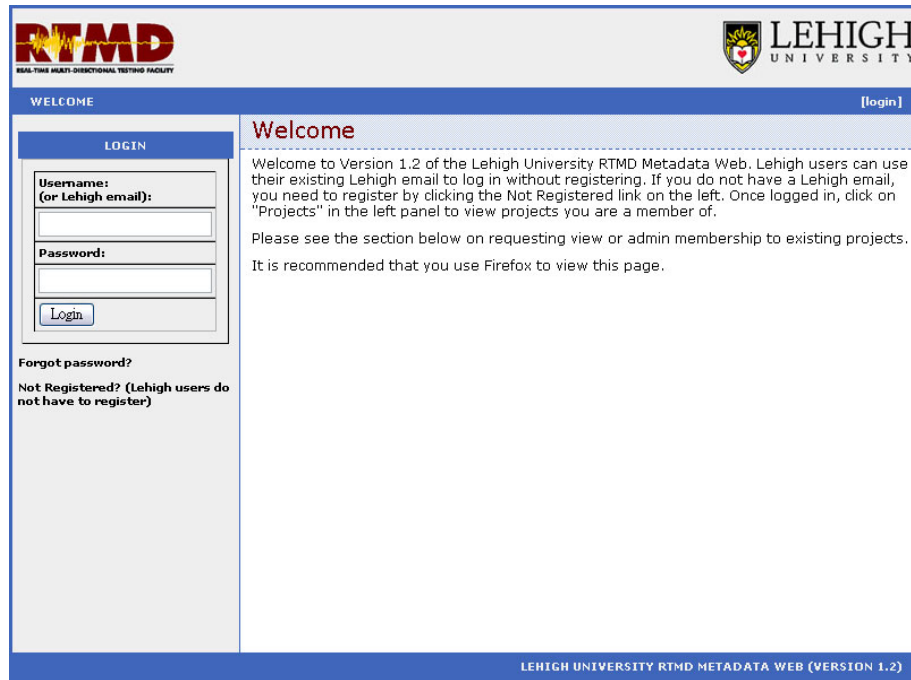 RTMD
REAL-TIME MULTI-DIRECTIONAL TESTING FACILITY
LEHIGH
UNIVERSITY
WELCOME
[login]
LOGIN
Username:
(or Lehigh email):
Password:
Login
Forgot password?
Not Registered? (Lehigh users do
not have to register)
Welcome
Welcome to Version 1.2 of the Lehigh University RTMD Metadata Web. Lehigh users can use
their existing Lehigh email to log in without registering. If you do not have a Lehigh email,
you need to register by clicking the Not Registered link on the left. Once logged in, click on
"Projects" in the left panel to view projects you are a member of.
Please see the section below on requesting view or admin membership to existing projects.
It is recommended that you use Firefox to view this page.
LEHIGH UNIVERSITY RTMD METADATA WEB (VERSION 1.2)